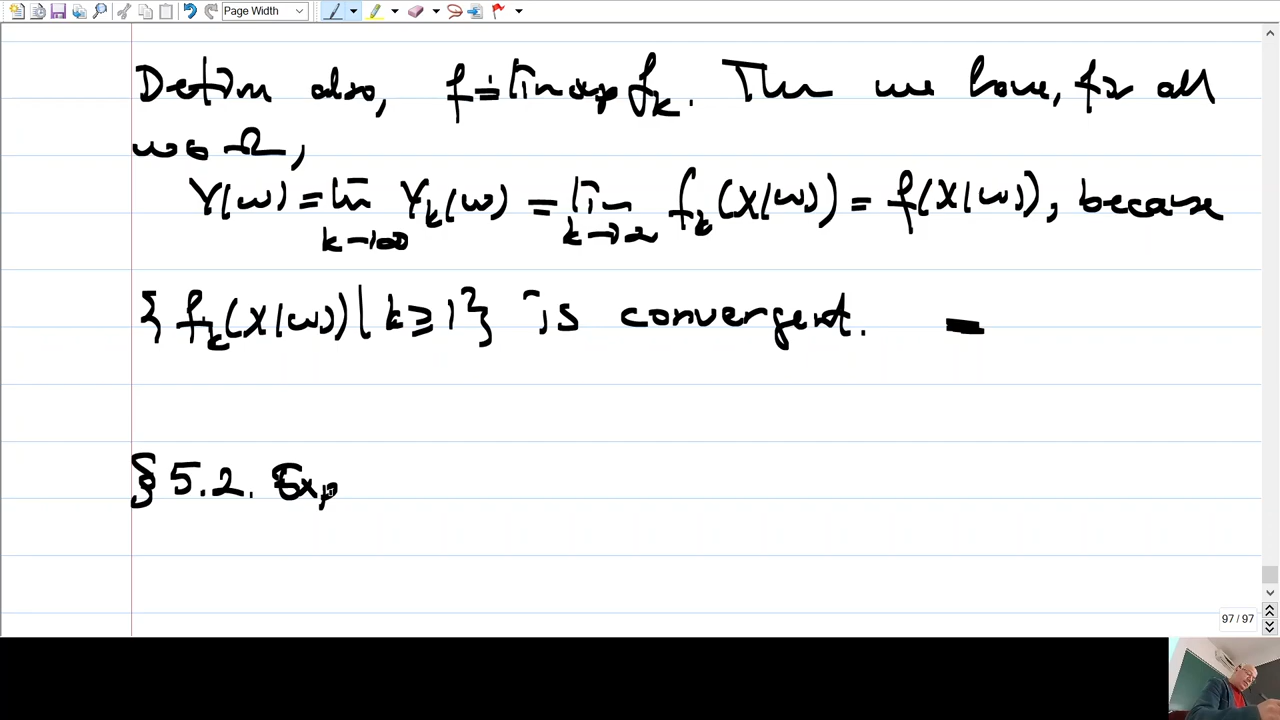 Page Width
Define also, f = limsup f_k. Then we have, for all
ω ∈ Ω,
Y(ω) = lim_{k→∞} Y_k(ω) = lim_{k→∞} f_k(X(ω)) = f(X(ω)), because
{f_k(X(ω)) | k ≥ 1} is convergent.
§ 5.2. Exp
97 / 97